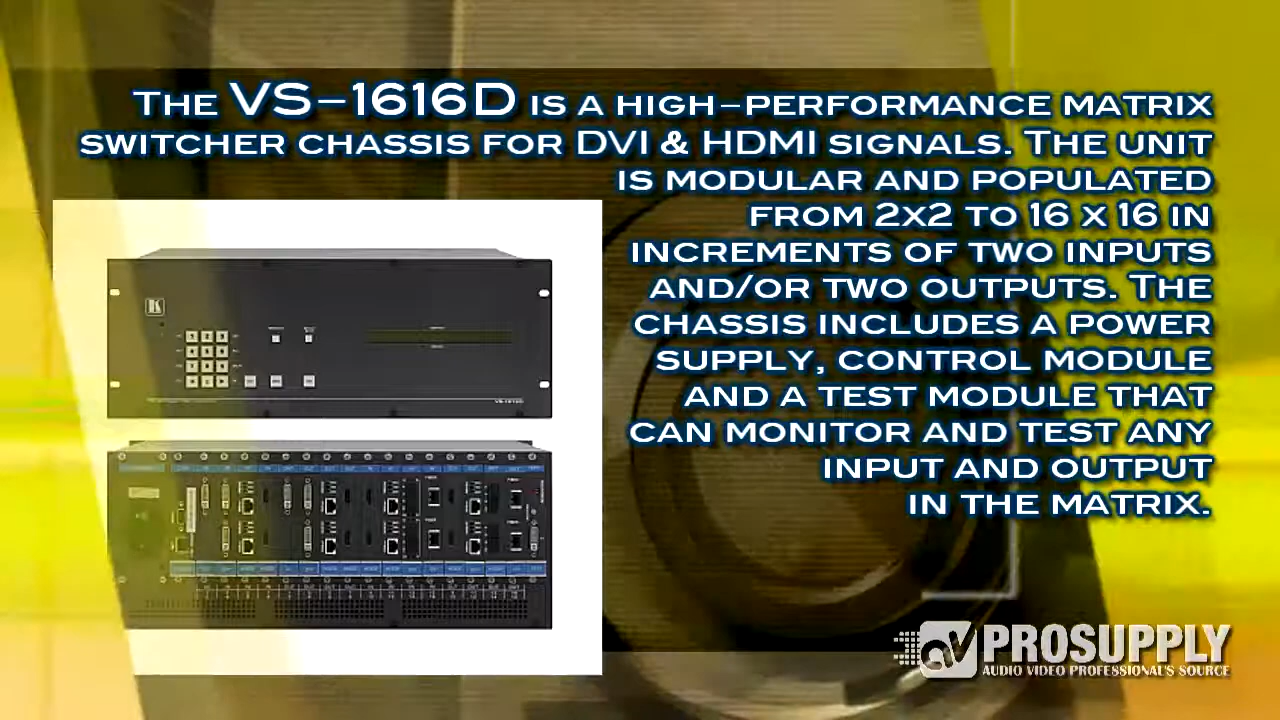 THE VS-1616D IS A HIGH-PERFORMANCE MATRIX
SWITCHER CHASSIS FOR DVI & HDMI SIGNALS. THE UNIT
IS MODULAR AND POPULATED
FROM 2X2 TO 16 X 16 IN
INCREMENTS OF TWO INPUTS
AND/OR TWO OUTPUTS. THE
CHASSIS INCLUDES A POWER
SUPPLY, CONTROL MODULE
AND A TEST MODULE THAT
CAN MONITOR AND TEST ANY
INPUT AND OUTPUT
IN THE MATRIX.
VS-1616D
AV PROSUPPLY
AUDIO VIDEO PROFESSIONAL'S SOURCE